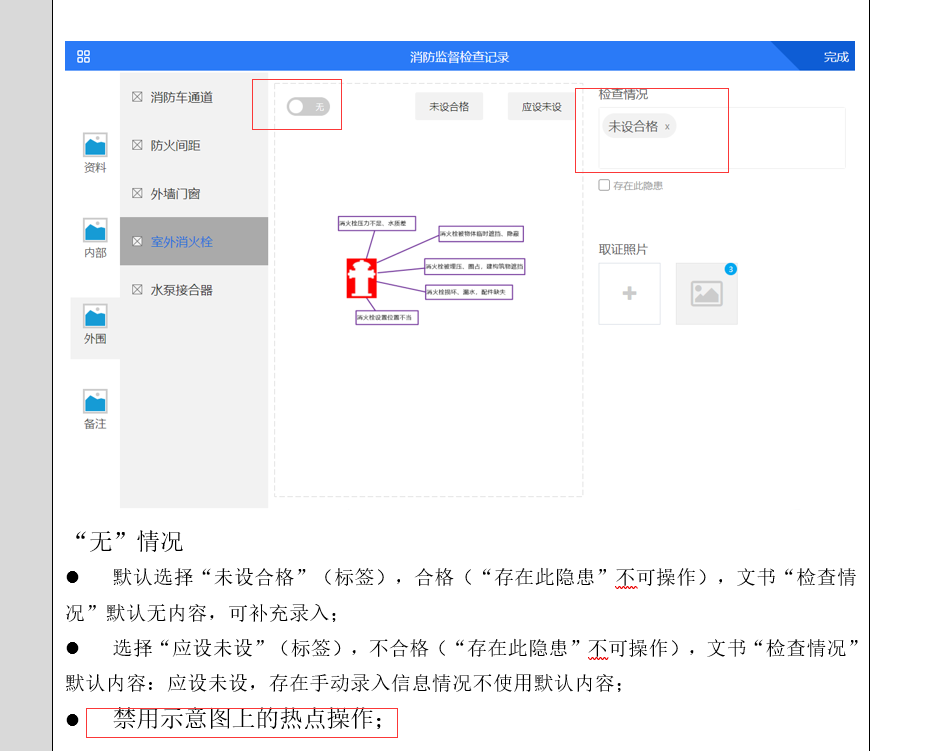 消防监督检查记录
完成
资料
内部
外围
备注
消防车通道
防火间距
外墙门窗
室外消火栓
水泵接合器
无
未设合格
应设未设
消火栓压力不足、水质差
消火栓被物体临时遮挡、隐蔽
消火栓被埋压、圈占、建构筑物遮挡
消火栓损坏、漏水、配件缺失
消火栓设置位置不当
检查情况
未设合格 x
存在此隐患
取证照片
+
3
“无”情况
● 默认选择“未设合格”（标签），合格（“存在此隐患”不可操作），文书“检查情
况”默认无内容，可补充录入；
● 选择“应设未设”（标签），不合格（“存在此隐患”不可操作），文书“检查情况”
默认内容：应设未设，存在手动录入信息情况不使用默认内容；
● 禁用示意图上的热点操作；